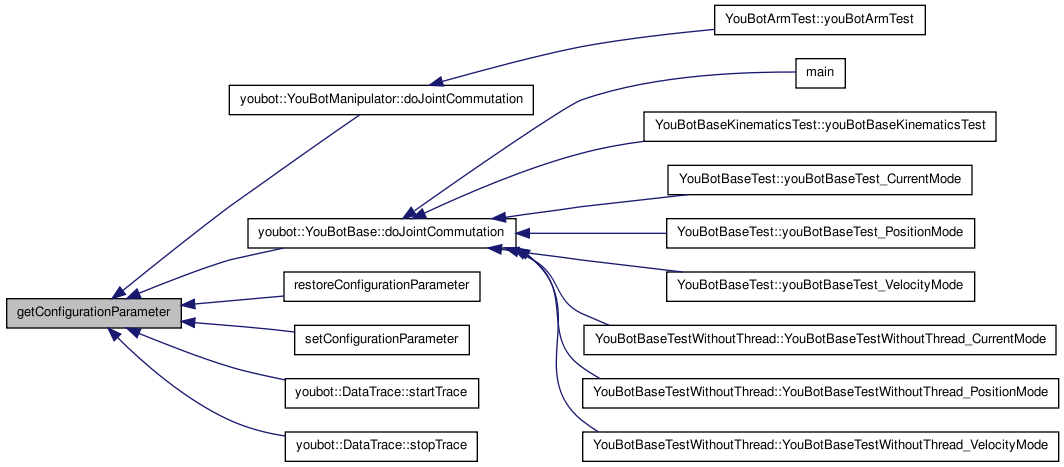 YouBotArmTest::youBotArmTest
main
youbot::YouBotManipulator::doJointCommutation
YouBotBaseKinematicsTest::youBotBaseKinematicsTest
YouBotBaseTest::youBotBaseTest_CurrentMode
youbot::YouBotBase::doJointCommutation
YouBotBaseTest::youBotBaseTest_PositionMode
restoreConfigurationParameter
YouBotBaseTest::youBotBaseTest_VelocityMode
getConfigurationParameter
setConfigurationParameter
YouBotBaseTestWithoutThread::YouBotBaseTestWithoutThread_CurrentMode
youbot::DataTrace::startTrace
YouBotBaseTestWithoutThread::YouBotBaseTestWithoutThread_PositionMode
youbot::DataTrace::stopTrace
YouBotBaseTestWithoutThread::YouBotBaseTestWithoutThread_VelocityMode